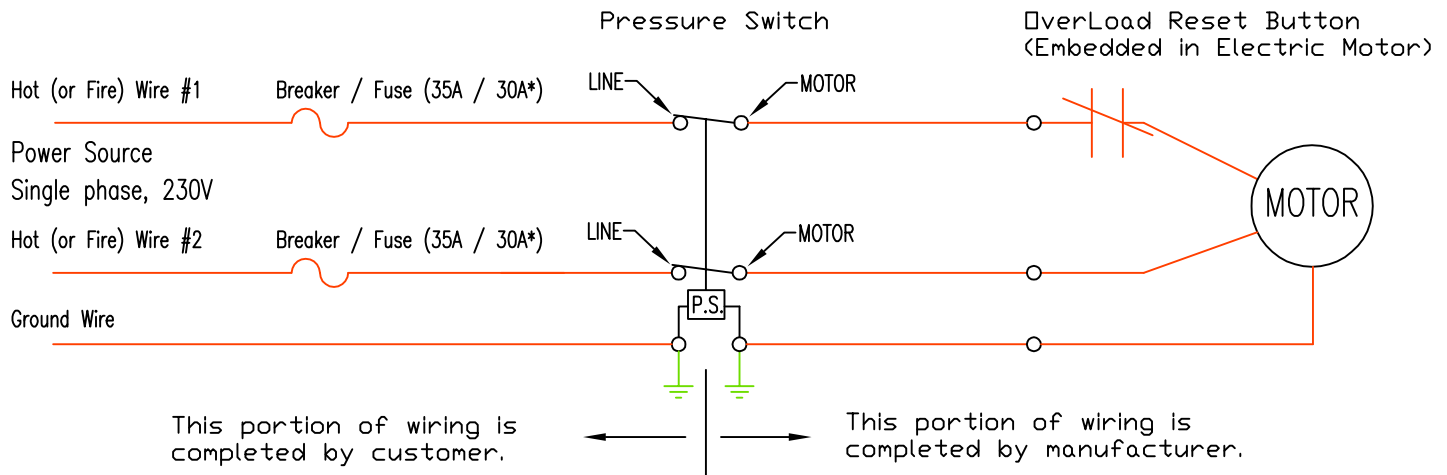 Pressure Switch
OverLoad Reset Button
(Embedded in Electric Motor)
Hot (or Fire) Wire #1
Breaker / Fuse (35A / 30A*)
LINE
MOTOR
Power Source
Single phase, 230V
MOTOR
Hot (or Fire) Wire #2
Breaker / Fuse (35A / 30A*)
LINE
MOTOR
P.S.
Ground Wire
This portion of wiring is
completed by customer.
This portion of wiring is
completed by manufacturer.